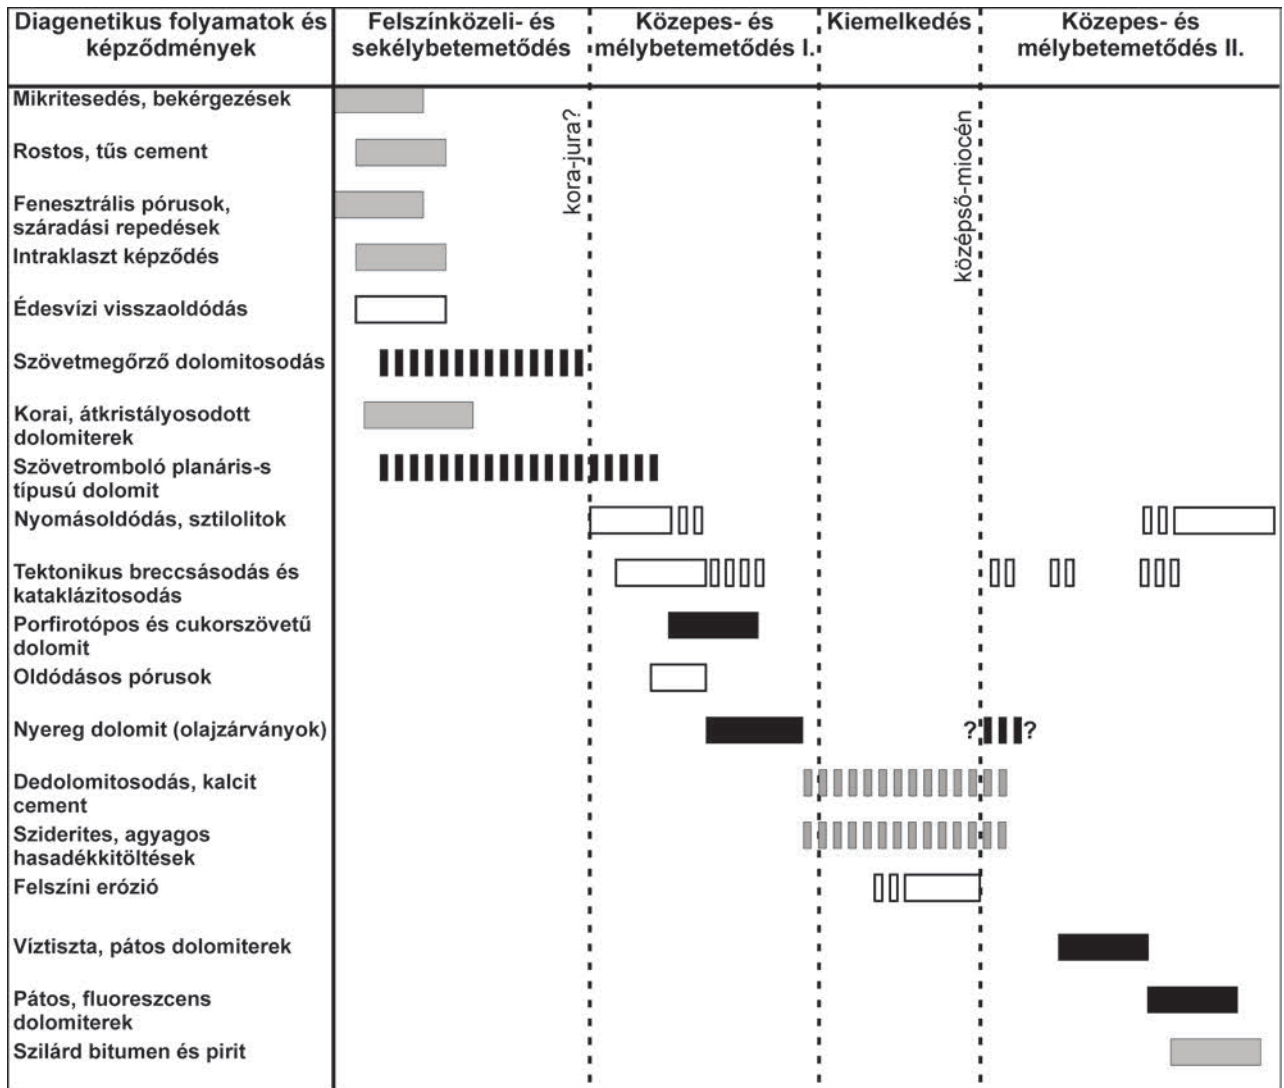 Diagenetikus folyamatok és
képződmények
Felszínközeli- és
sekélybetemetődés
Közepes- és
mélybetemetődés I.
Kiemelkedés
Közepes- és
mélybetemetődés II.
kora-jura?
középső-miocén
Mikritesedés, bekérgezések
Rostos, tűs cement
Fenesztrális pórusok,
száradási repedések
Intraklaszt képződés
Édesvízi visszaoldódás
Szövetmegőrző dolomitosodás
Korai, átkristályosodott
dolomiterek
Szövetromboló planáris-s
típusú dolomit
Nyomásoldódás, sztilolitok
Tektonikus breccsásodás és
kataklázitosodás
Porfirotópos és cukorszövetű
dolomit
Oldódásos pórusok
Nyereg dolomit (olajzárványok)
? ?
Dedolomitosodás, kalcit
cement
Sziderites, agyagos
hasadékkitöltések
Felszíni erózió
Víztiszta, pátos dolomiterek
Pátos, fluoreszcens
dolomiterek
Szilárd bitumen és pirit